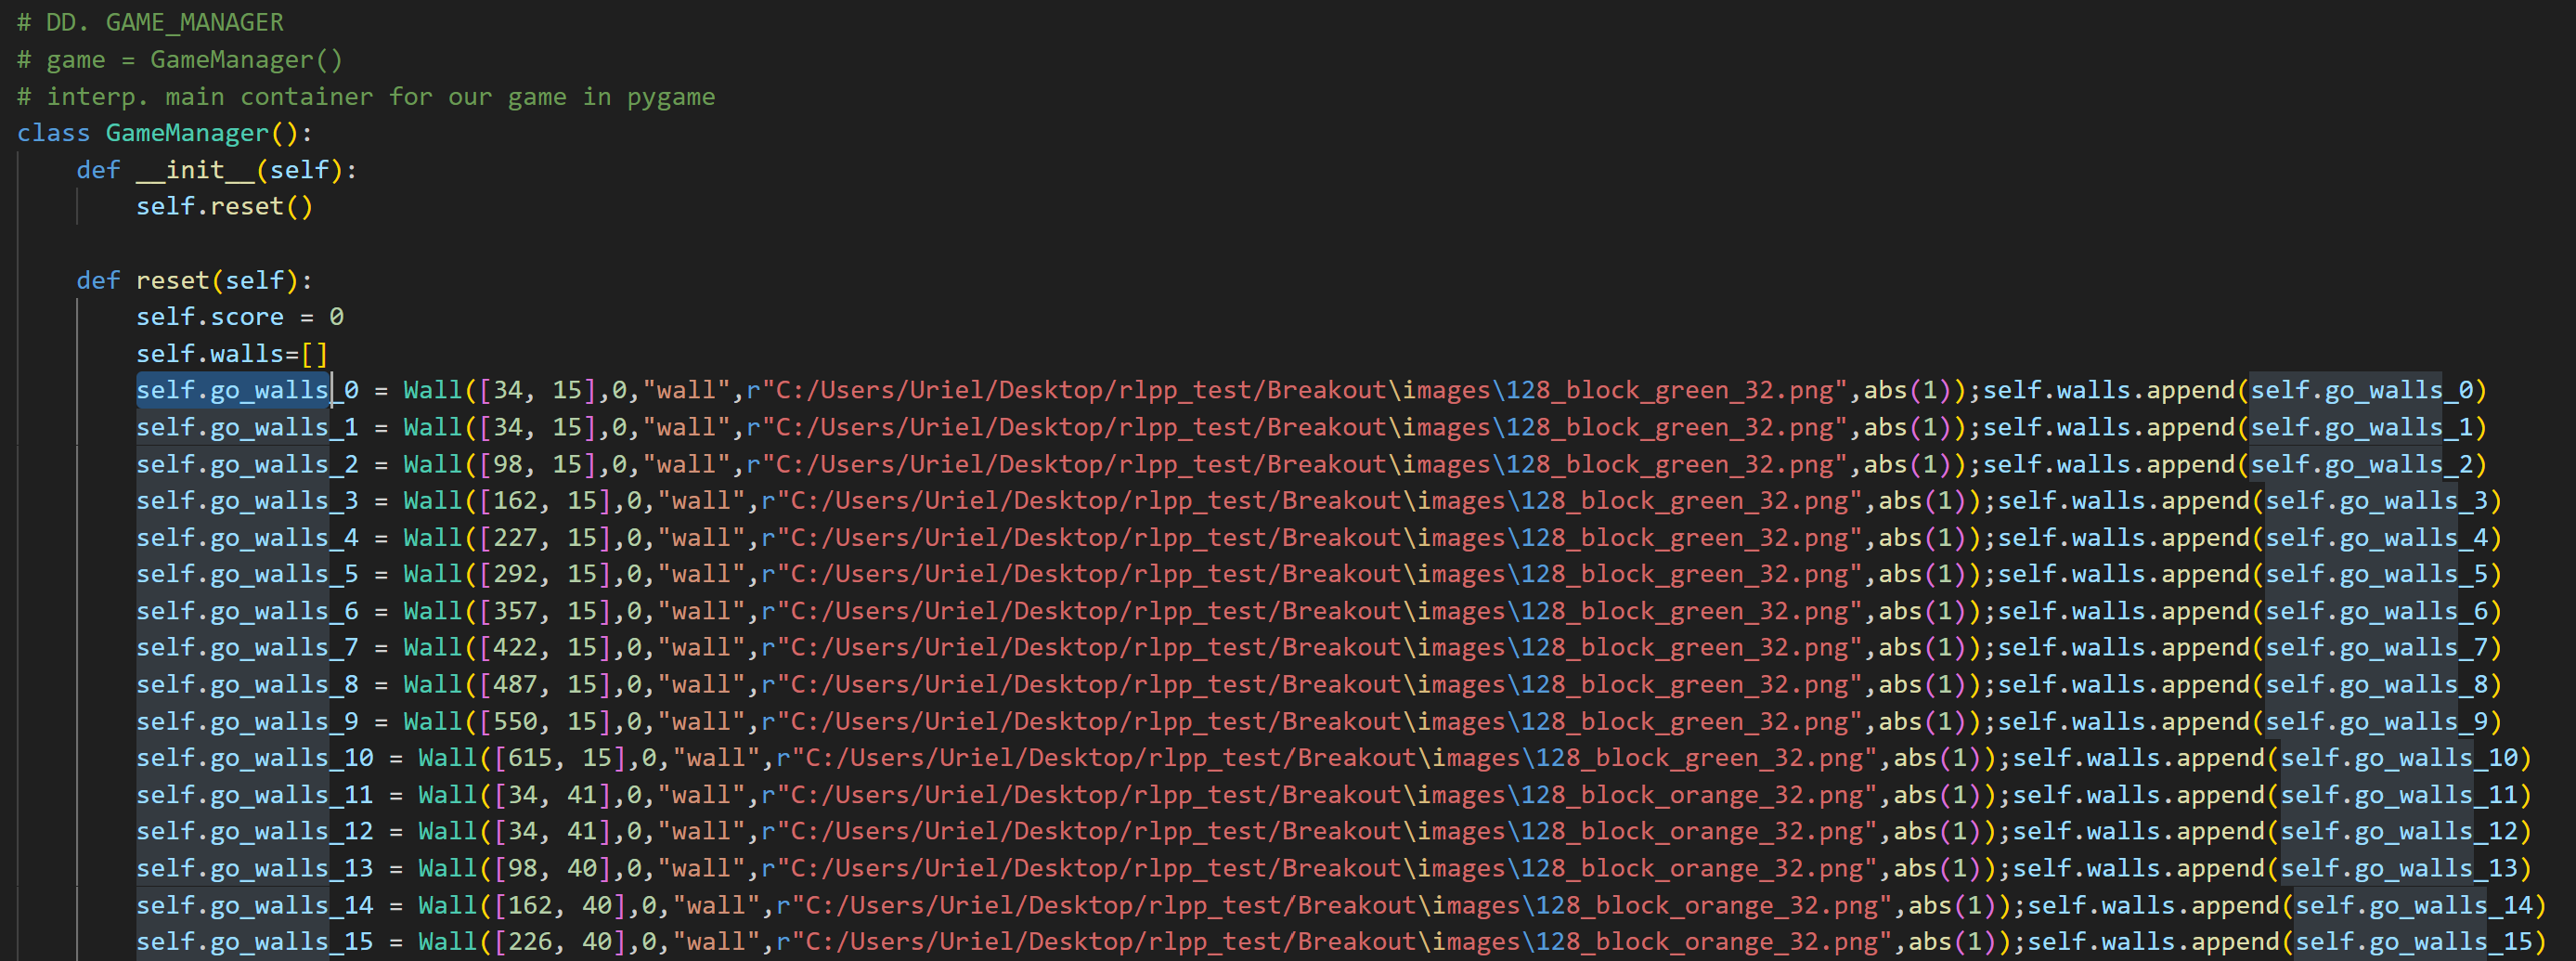 # DD. GAME_MANAGER
# game = GameManager()
# interp. main container for our game in pygame
class GameManager():
    def __init__(self):
        self.reset()

    def reset(self):
        self.score = 0
        self.walls=[]
        self.go_walls_0 = Wall([34, 15],0,"wall",r"C:/Users/Uriel/Desktop/rlpp_test/Breakout\images\128_block_green_32.png",abs(1));self.walls.append(self.go_walls_0)
        self.go_walls_1 = Wall([34, 15],0,"wall",r"C:/Users/Uriel/Desktop/rlpp_test/Breakout\images\128_block_green_32.png",abs(1));self.walls.append(self.go_walls_1)
        self.go_walls_2 = Wall([98, 15],0,"wall",r"C:/Users/Uriel/Desktop/rlpp_test/Breakout\images\128_block_green_32.png",abs(1));self.walls.append(self.go_walls_2)
        self.go_walls_3 = Wall([162, 15],0,"wall",r"C:/Users/Uriel/Desktop/rlpp_test/Breakout\images\128_block_green_32.png",abs(1));self.walls.append(self.go_walls_3)
        self.go_walls_4 = Wall([227, 15],0,"wall",r"C:/Users/Uriel/Desktop/rlpp_test/Breakout\images\128_block_green_32.png",abs(1));self.walls.append(self.go_walls_4)
        self.go_walls_5 = Wall([292, 15],0,"wall",r"C:/Users/Uriel/Desktop/rlpp_test/Breakout\images\128_block_green_32.png",abs(1));self.walls.append(self.go_walls_5)
        self.go_walls_6 = Wall([357, 15],0,"wall",r"C:/Users/Uriel/Desktop/rlpp_test/Breakout\images\128_block_green_32.png",abs(1));self.walls.append(self.go_walls_6)
        self.go_walls_7 = Wall([422, 15],0,"wall",r"C:/Users/Uriel/Desktop/rlpp_test/Breakout\images\128_block_green_32.png",abs(1));self.walls.append(self.go_walls_7)
        self.go_walls_8 = Wall([487, 15],0,"wall",r"C:/Users/Uriel/Desktop/rlpp_test/Breakout\images\128_block_green_32.png",abs(1));self.walls.append(self.go_walls_8)
        self.go_walls_9 = Wall([550, 15],0,"wall",r"C:/Users/Uriel/Desktop/rlpp_test/Breakout\images\128_block_green_32.png",abs(1));self.walls.append(self.go_walls_9)
        self.go_walls_10 = Wall([615, 15],0,"wall",r"C:/Users/Uriel/Desktop/rlpp_test/Breakout\images\128_block_green_32.png",abs(1));self.walls.append(self.go_walls_10)
        self.go_walls_11 = Wall([34, 41],0,"wall",r"C:/Users/Uriel/Desktop/rlpp_test/Breakout\images\128_block_orange_32.png",abs(1));self.walls.append(self.go_walls_11)
        self.go_walls_12 = Wall([34, 41],0,"wall",r"C:/Users/Uriel/Desktop/rlpp_test/Breakout\images\128_block_orange_32.png",abs(1));self.walls.append(self.go_walls_12)
        self.go_walls_13 = Wall([98, 40],0,"wall",r"C:/Users/Uriel/Desktop/rlpp_test/Breakout\images\128_block_orange_32.png",abs(1));self.walls.append(self.go_walls_13)
        self.go_walls_14 = Wall([162, 40],0,"wall",r"C:/Users/Uriel/Desktop/rlpp_test/Breakout\images\128_block_orange_32.png",abs(1));self.walls.append(self.go_walls_14)
        self.go_walls_15 = Wall([226, 40],0,"wall",r"C:/Users/Uriel/Desktop/rlpp_test/Breakout\images\128_block_orange_32.png",abs(1));self.walls.append(self.go_walls_15)